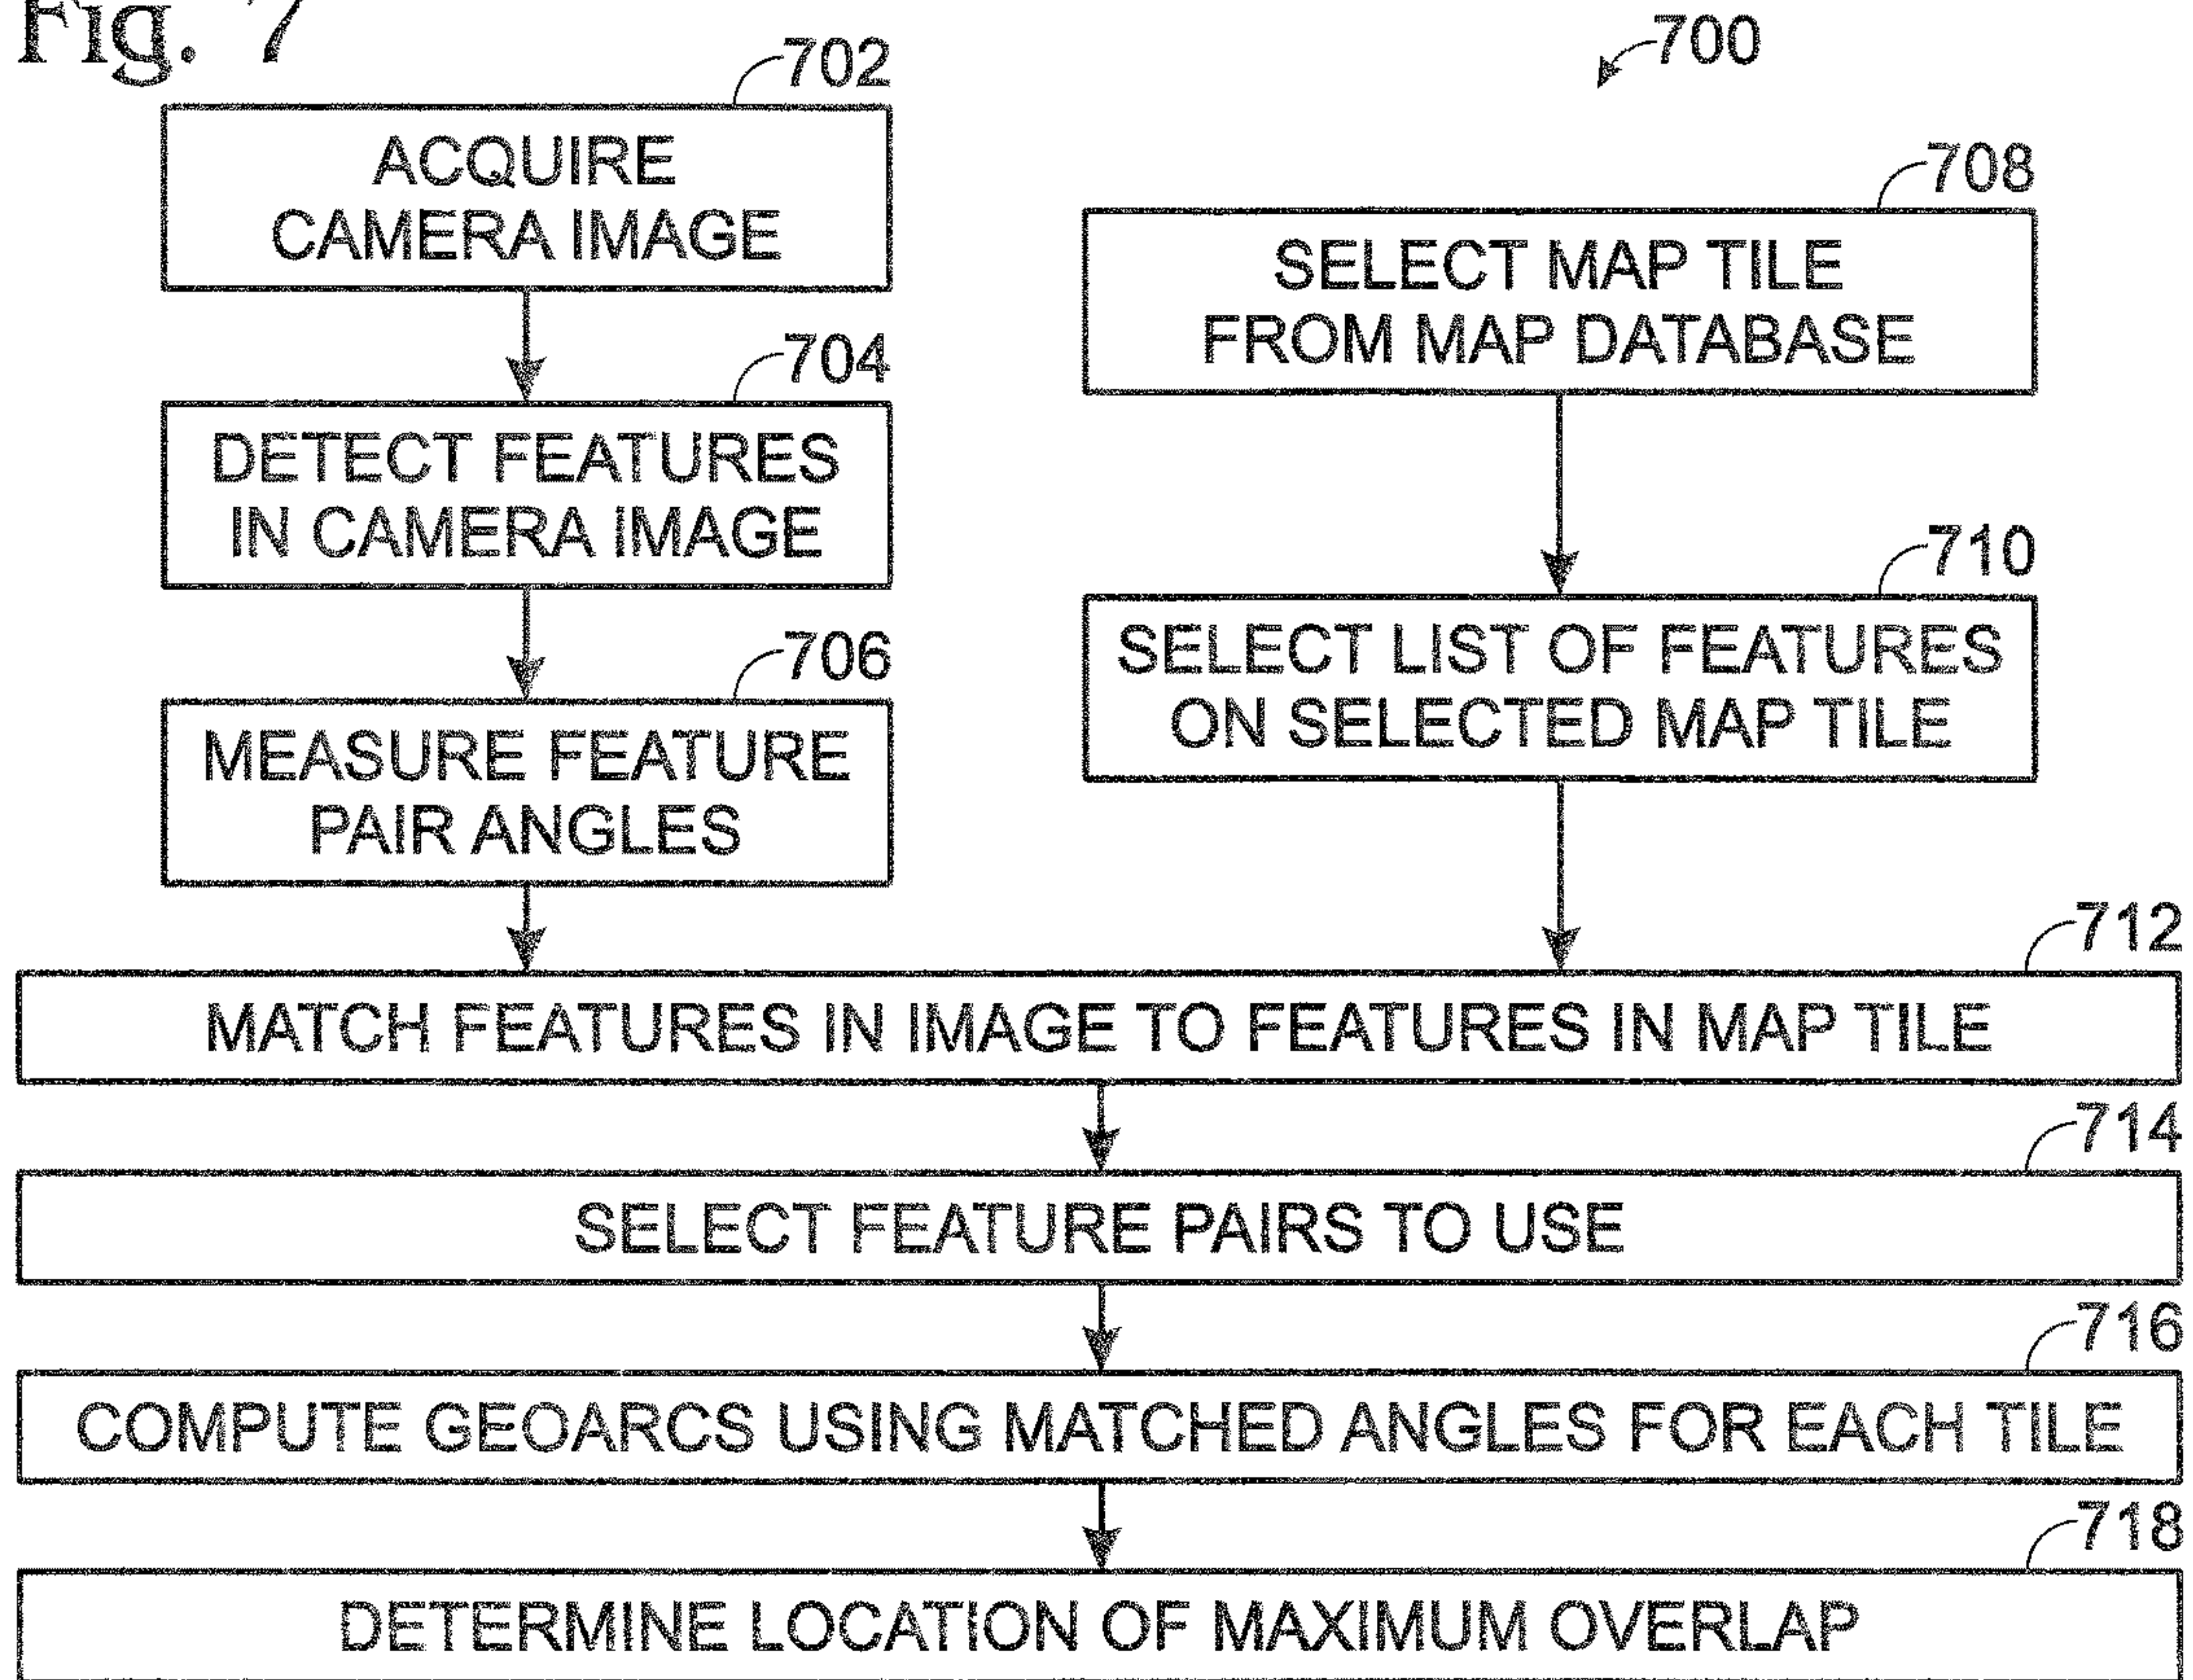 Fig. 7
700
702
ACQUIRE
CAMERA IMAGE
704
DETECT FEATURES
IN CAMERA IMAGE
706
MEASURE FEATURE
PAIR ANGLES
708
SELECT MAP TILE
FROM MAP DATABASE
710
SELECT LIST OF FEATURES
ON SELECTED MAP TILE
712
MATCH FEATURES IN IMAGE TO FEATURES IN MAP TILE
714
SELECT FEATURE PAIRS TO USE
716
COMPUTE GEOARCS USING MATCHED ANGLES FOR EACH TILE
718
DETERMINE LOCATION OF MAXIMUM OVERLAP